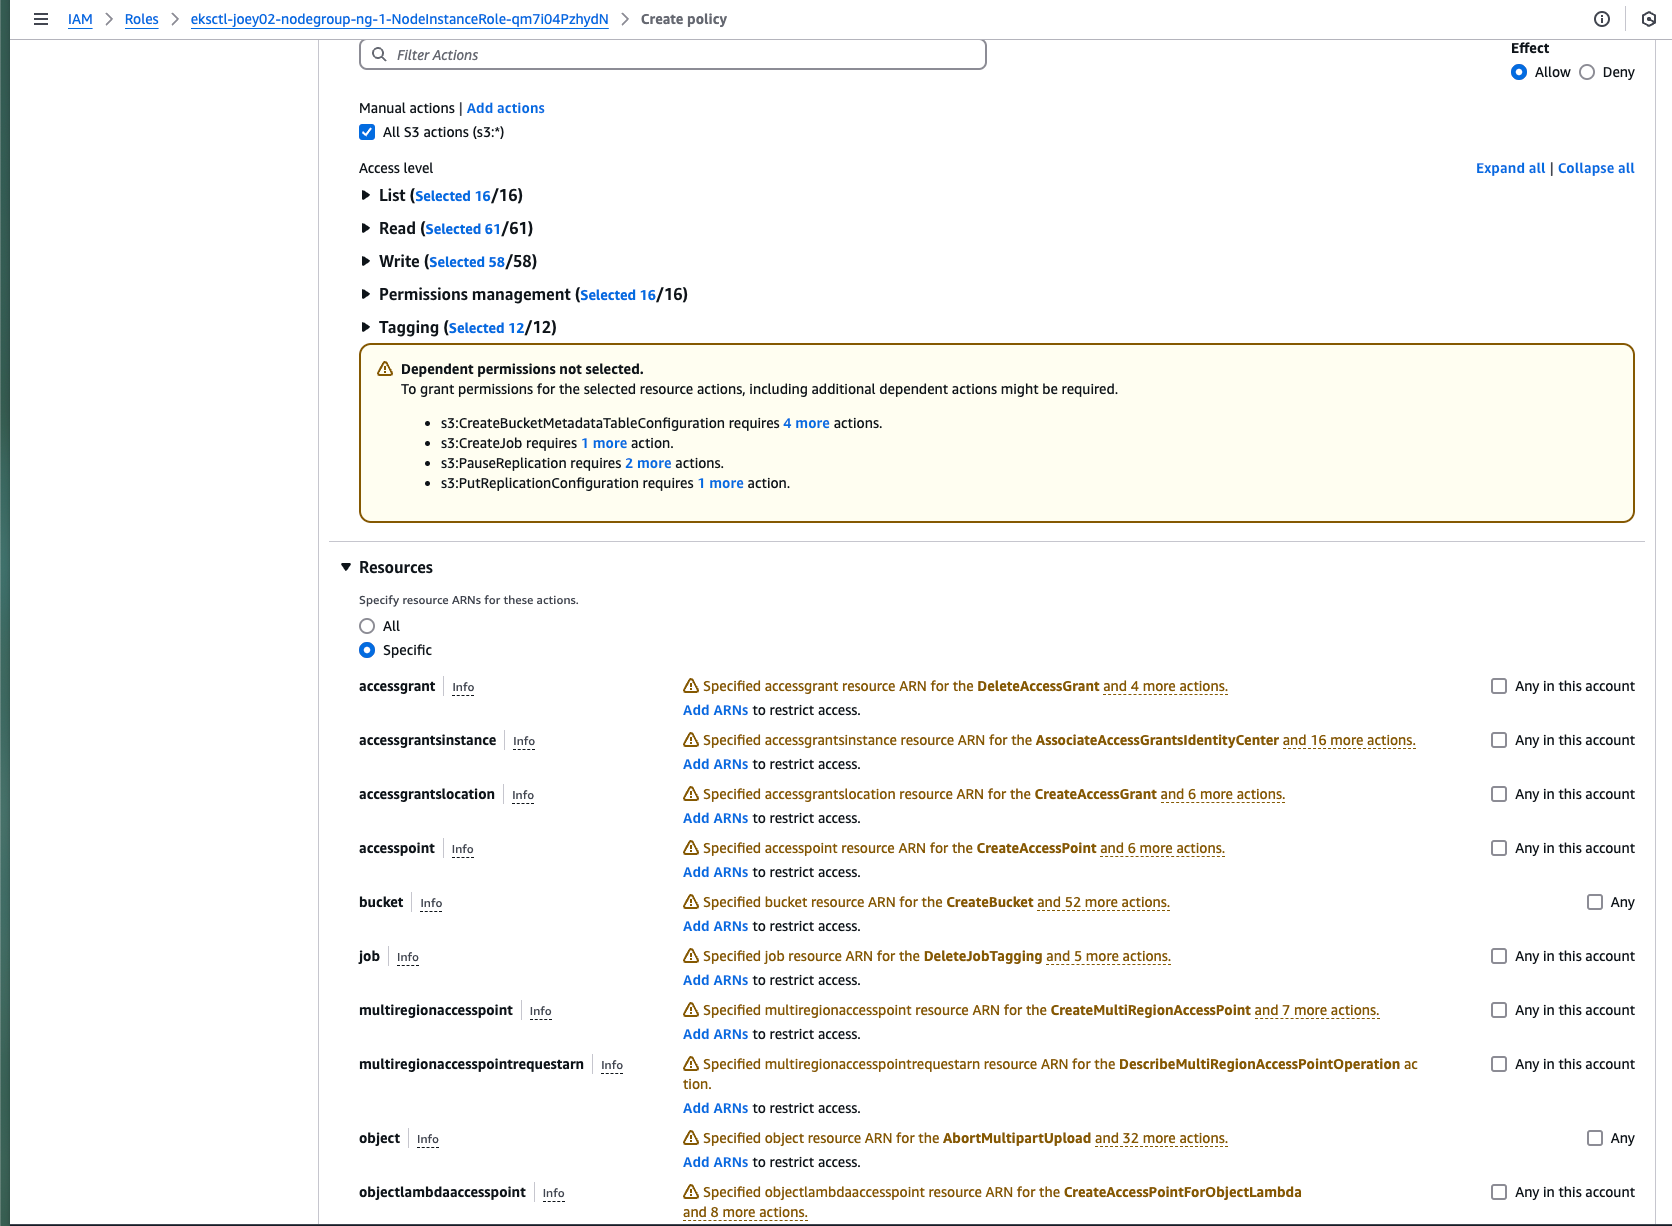 IAM > Roles > eksctl-joey02-nodegroup-ng-1-NodeInstanceRole-qm7i04PzhydN > Create policy
Filter Actions
Effect
Allow Deny
Manual actions | Add actions
All S3 actions (s3:*)
Access level
Expand all | Collapse all
List (Selected 16/16)
Read (Selected 61/61)
Write (Selected 58/58)
Permissions management (Selected 16/16)
Tagging (Selected 12/12)
Dependent permissions not selected.
To grant permissions for the selected resource actions, including additional dependent actions might be required.
• s3:CreateBucketMetadataTableConfiguration requires 4 more actions.
• s3:CreateJob requires 1 more action.
• s3:PauseReplication requires 2 more actions.
• s3:PutReplicationConfiguration requires 1 more action.
Resources
Specify resource ARNs for these actions.
All
Specific
accessgrant | Info Specified accessgrant resource ARN for the DeleteAccessGrant and 4 more actions. Any in this account
Add ARNs to restrict access.
accessgrantsinstance | Info Specified accessgrantsinstance resource ARN for the AssociateAccessGrantsIdentityCenter and 16 more actions. Any in this account
Add ARNs to restrict access.
accessgrantslocation | Info Specified accessgrantslocation resource ARN for the CreateAccessGrant and 6 more actions. Any in this account
Add ARNs to restrict access.
accesspoint | Info Specified accesspoint resource ARN for the CreateAccessPoint and 6 more actions. Any in this account
Add ARNs to restrict access.
bucket | Info Specified bucket resource ARN for the CreateBucket and 52 more actions. Any
Add ARNs to restrict access.
job | Info Specified job resource ARN for the DeleteJobTagging and 5 more actions. Any in this account
Add ARNs to restrict access.
multiregionaccesspoint | Info Specified multiregionaccesspoint resource ARN for the CreateMultiRegionAccessPoint and 7 more actions. Any in this account
Add ARNs to restrict access.
multiregionaccesspointrequestarn | Info Specified multiregionaccesspointrequestarn resource ARN for the DescribeMultiRegionAccessPointOperation ac Any in this account
tion.
Add ARNs to restrict access.
object | Info Specified object resource ARN for the AbortMultipartUpload and 32 more actions. Any
Add ARNs to restrict access.
objectlambdaaccesspoint | Info Specified objectlambdaaccesspoint resource ARN for the CreateAccessPointForObjectLambda Any in this account
and 8 more actions.